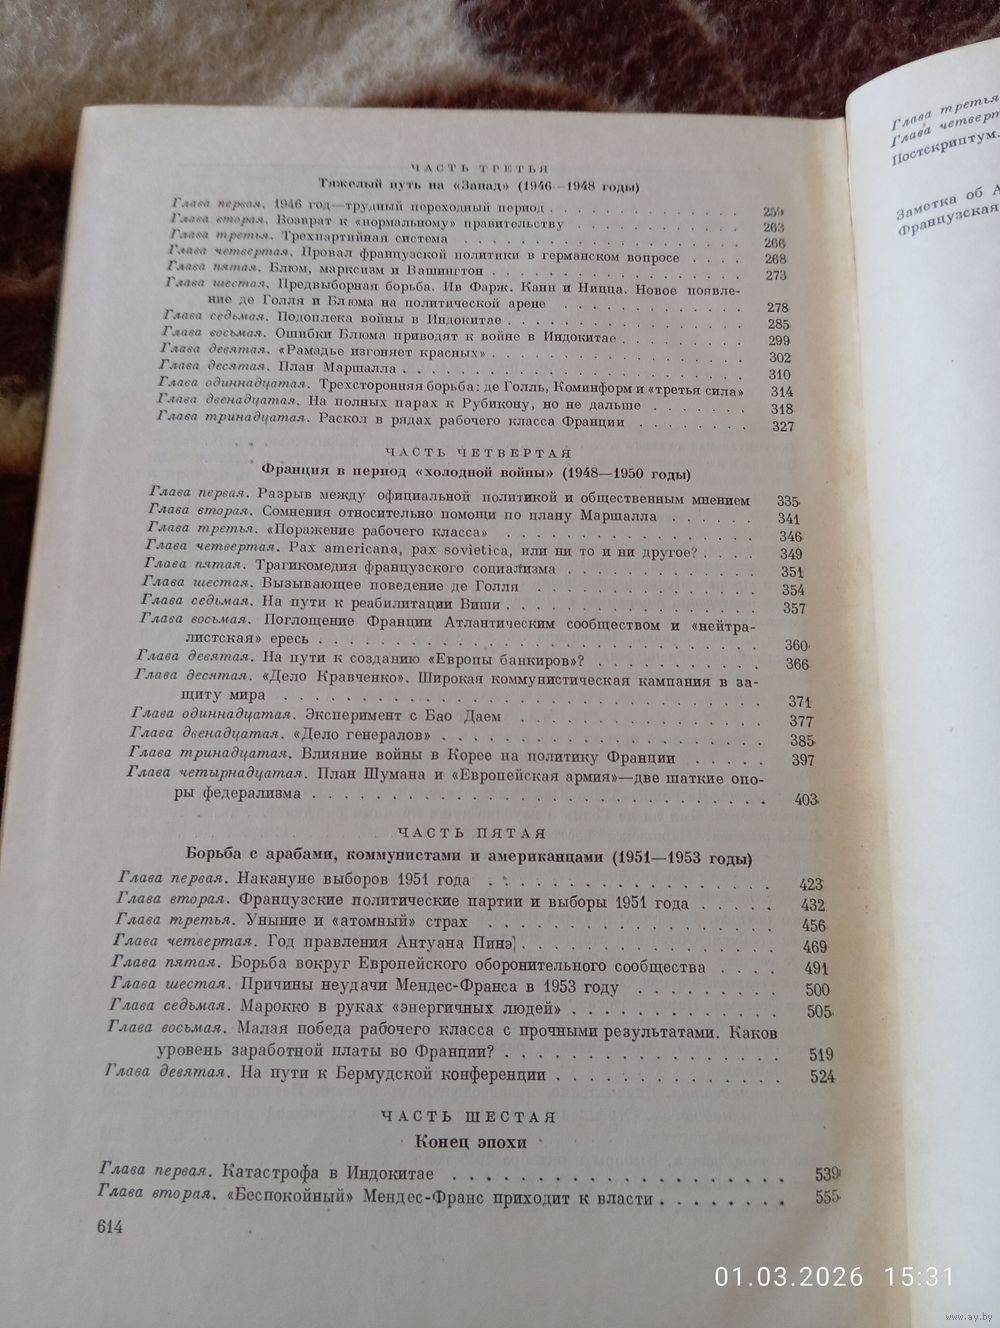 ЧАСТЬ ТРЕТЬЯ
Тяжелый путь на «Запад» (1946—1948 годы)
Глава первая. 1946 год—трудный переходный период . . . . . . . . . . 259
Глава вторая. Возврат к «нормальному» правительству . . . . . . . . . 263
Глава третья. Трехпартийная система . . . . . . . . . . . . . . . 266
Глава четвертая. Провал французской политики в германском вопросе . . . . 268
Глава пятая. Блюм, марксизм и Вашингтон . . . . . . . . . . . . . 273
Глава шестая. Предвыборная борьба. Ив Фарж. Канн и Ницца. Новое появле-
ние де Голля и Блюма на политической арене . . . . . . . . . 278
Глава седьмая. Подоплека войны в Индокитае . . . . . . . . . . . . 285
Глава восьмая. Ошибки Блюма приводят к войне в Индокитае . . . . . . . 299
Глава девятая. «Рамадье изгоняет красных» . . . . . . . . . . . . . 302
Глава десятая. План Маршалла . . . . . . . . . . . . . . . . . 310
Глава одиннадцатая. Трехсторонняя борьба: де Голль, Коминформ и «третья сила» 314
Глава двенадцатая. На полных парах к Рубикону, но не дальше . . . . . . 318
Глава тринадцатая. Раскол в рядах рабочего класса Франции . . . . . . . 327
ЧАСТЬ ЧЕТВЕРТАЯ
Франция в период «холодной войны» (1948—1950 годы)
Глава первая. Разрыв между официальной политикой и общественным мнением 335
Глава вторая. Сомнения относительно помощи по плану Маршалла . . . . . . 341
Глава третья. «Поражение рабочего класса» . . . . . . . . . . . . . 346
Глава четвертая. Pax americana, pax sovietica, или ни то и ни другое? . . . . 349
Глава пятая. Трагикомедия французского социализма . . . . . . . . . . 351
Глава шестая. Вызывающее поведение де Голля . . . . . . . . . . . . 354
Глава седьмая. На пути к реабилитации Виши . . . . . . . . . . . . . 357
Глава восьмая. Поглощение Франции Атлантическим сообществом и «нейтра-
листская» ересь . . . . . . . . . . . . . . . . . . . . . . 360
Глава девятая. На пути к созданию «Европы банкиров»? . . . . . . . . . 366
Глава десятая. «Дело Кравченко». Широкая коммунистическая кампания в за-
щиту мира . . . . . . . . . . . . . . . . . . . . . . . . 371
Глава одиннадцатая. Эксперимент с Бао Даем . . . . . . . . . . . . 377
Глава двенадцатая. «Дело генералов» . . . . . . . . . . . . . . . . 385
Глава тринадцатая. Влияние войны в Корее на политику Франции . . . . . 397
Глава четырнадцатая. План Шумана и «Европейская армия»—две шаткие опо-
ры федерализма . . . . . . . . . . . . . . . . . . . . . . . 403
ЧАСТЬ ПЯТАЯ
Борьба с арабами, коммунистами и американцами (1951—1953 годы)
Глава первая. Накануне выборов 1951 года . . . . . . . . . . . . . . 423
Глава вторая. Французские политические партии и выборы 1951 года . . . . . 432
Глава третья. Уныние и «атомный» страх . . . . . . . . . . . . . . 456
Глава четвертая. Год правления Антуана Пинэ . . . . . . . . . . . . . 469
Глава пятая. Борьба вокруг Европейского оборонительного сообщества . . . . 491
Глава шестая. Причины неудачи Мендес-Франса в 1953 году . . . . . . . . 500
Глава седьмая. Марокко в руках «энергичных людей» . . . . . . . . . . . 505
Глава восьмая. Малая победа рабочего класса с прочными результатами. Каков
уровень заработной платы во Франции? . . . . . . . . . . . . . . 519
Глава девятая. На пути к Бермудской конференции . . . . . . . . . . . . 524
ЧАСТЬ ШЕСТАЯ
Конец эпохи
Глава первая. Катастрофа в Индокитае . . . . . . . . . . . . . . . . 539
Глава вторая. «Беспокойный» Мендес-Франс приходит к власти . . . . . . . 555
614
Глава третья
Глава
Постскриптум.
Заметка об
Французская
01.03.2026 15:31
www.ay.by